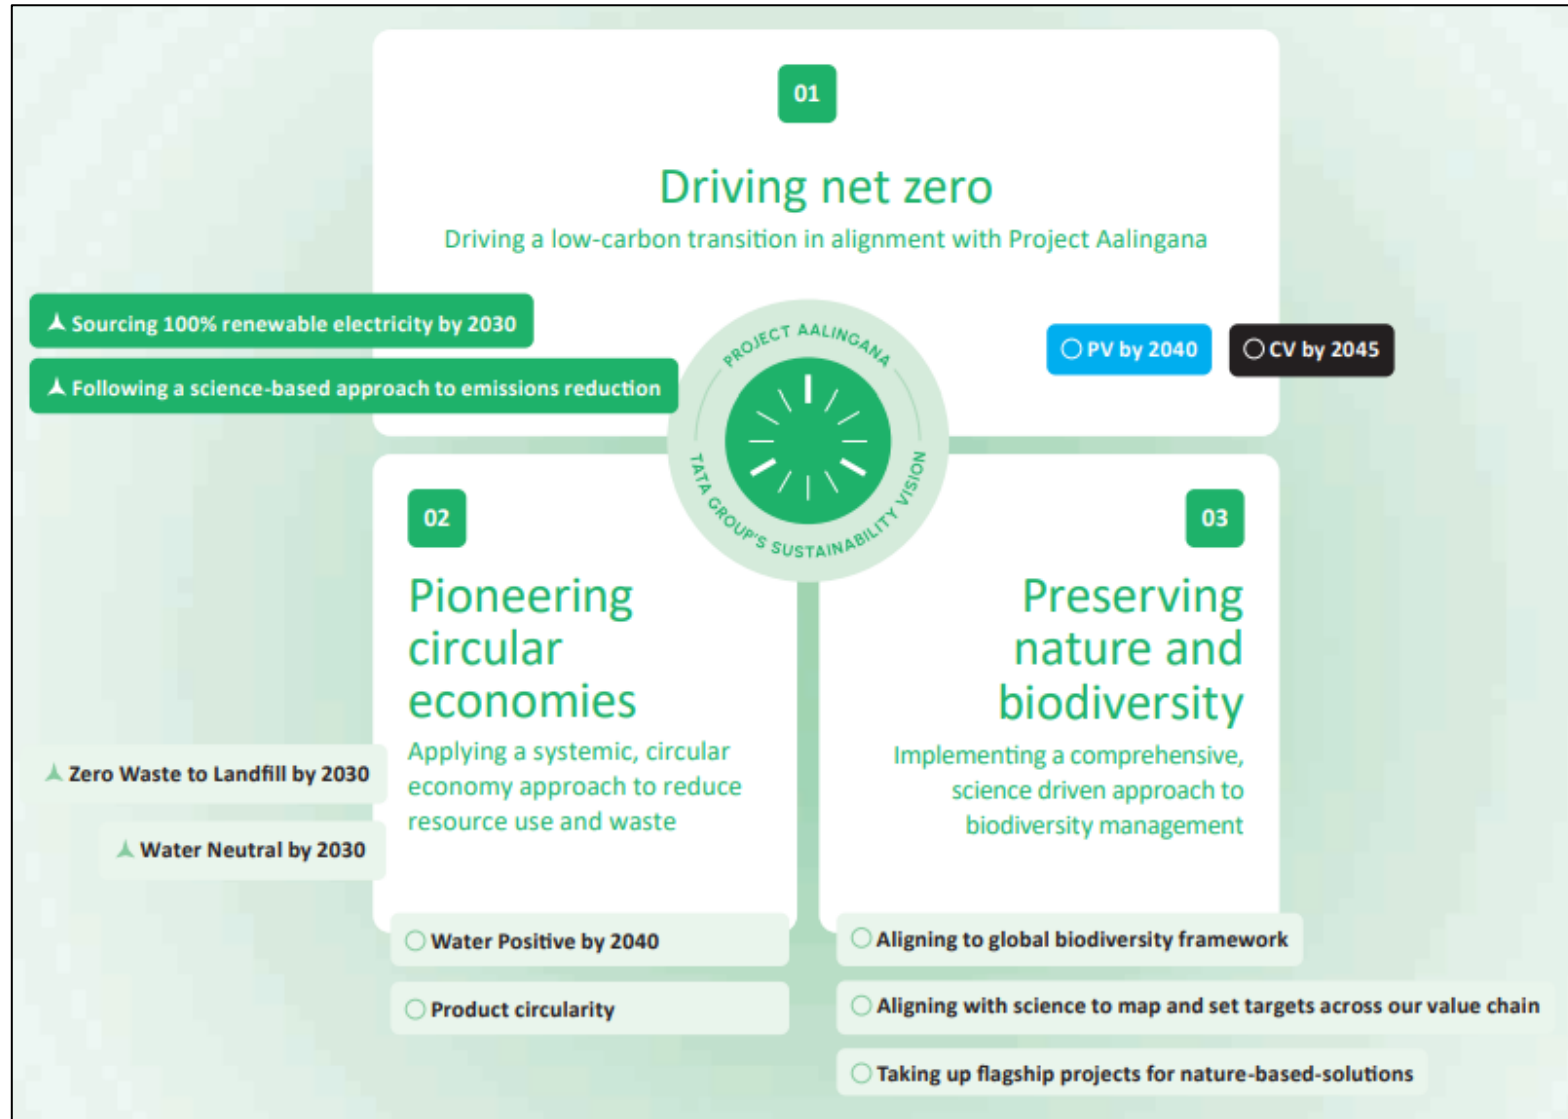 01
Driving net zero
Driving a low-carbon transition in alignment with Project Aalingana
Sourcing 100% renewable electricity by 2030
Following a science-based approach to emissions reduction
PV by 2040
CV by 2045
PROJECT AALINGANA
TATA GROUP'S SUSTAINABILITY VISION
02
Pioneering
circular
economies
Applying a systemic, circular
economy approach to reduce
resource use and waste
Zero Waste to Landfill by 2030
Water Neutral by 2030
Water Positive by 2040
Product circularity
03
Preserving
nature and
biodiversity
Implementing a comprehensive,
science driven approach to
biodiversity management
Aligning to global biodiversity framework
Aligning with science to map and set targets across our value chain
Taking up flagship projects for nature-based-solutions